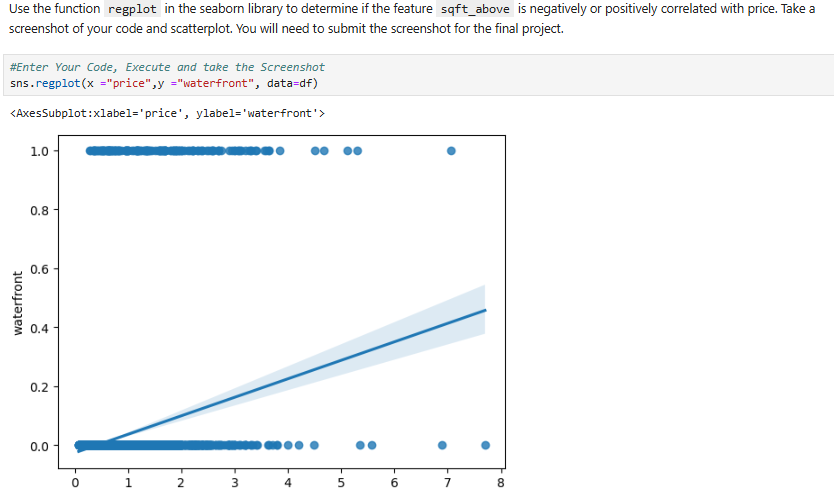 Use the function regplot in the seaborn library to determine if the feature sqft_above is negatively or positively correlated with price. Take a
screenshot of your code and scatterplot. You will need to submit the screenshot for the final project.
#Enter Your Code, Execute and take the Screenshot
sns.regplot(x ="price",y ="waterfront", data=df)
<AxesSubplot:xlabel='price', ylabel='waterfront'>
1.0
0.8
0.6
waterfront
0.4
0.2
0.0
0 1 2 3 4 5 6 7 8